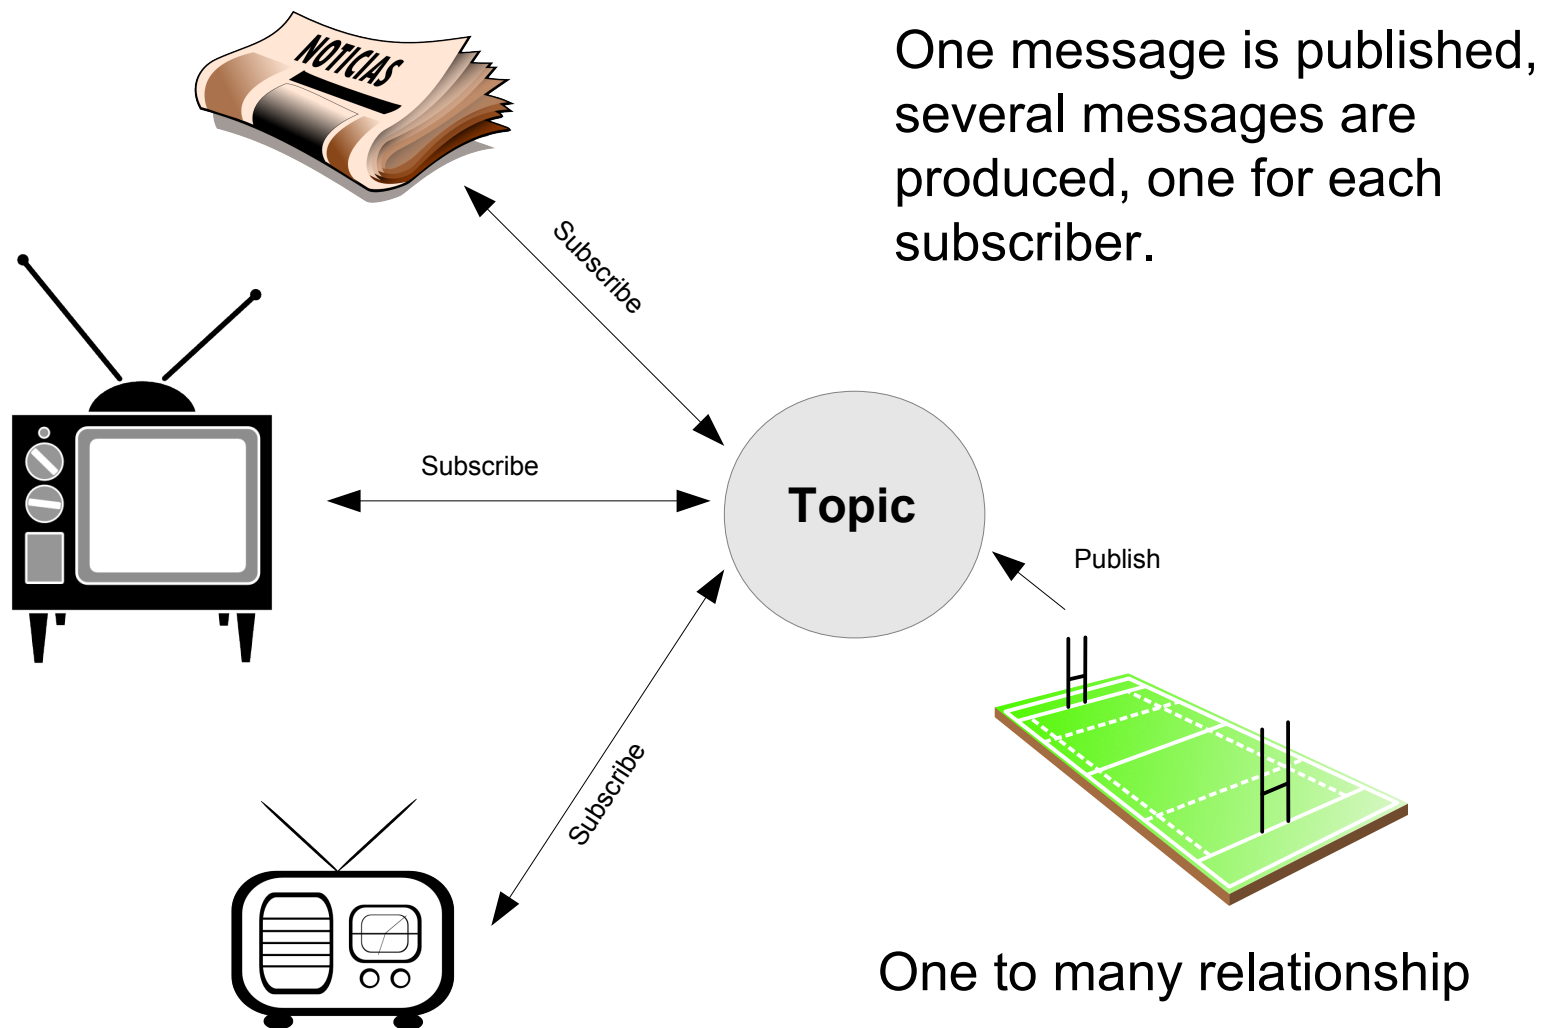 NOTICIAS
One message is published,
several messages are
produced, one for each
subscriber.
Subscribe
Subscribe
Topic
Publish
Subscribe
One to many relationship